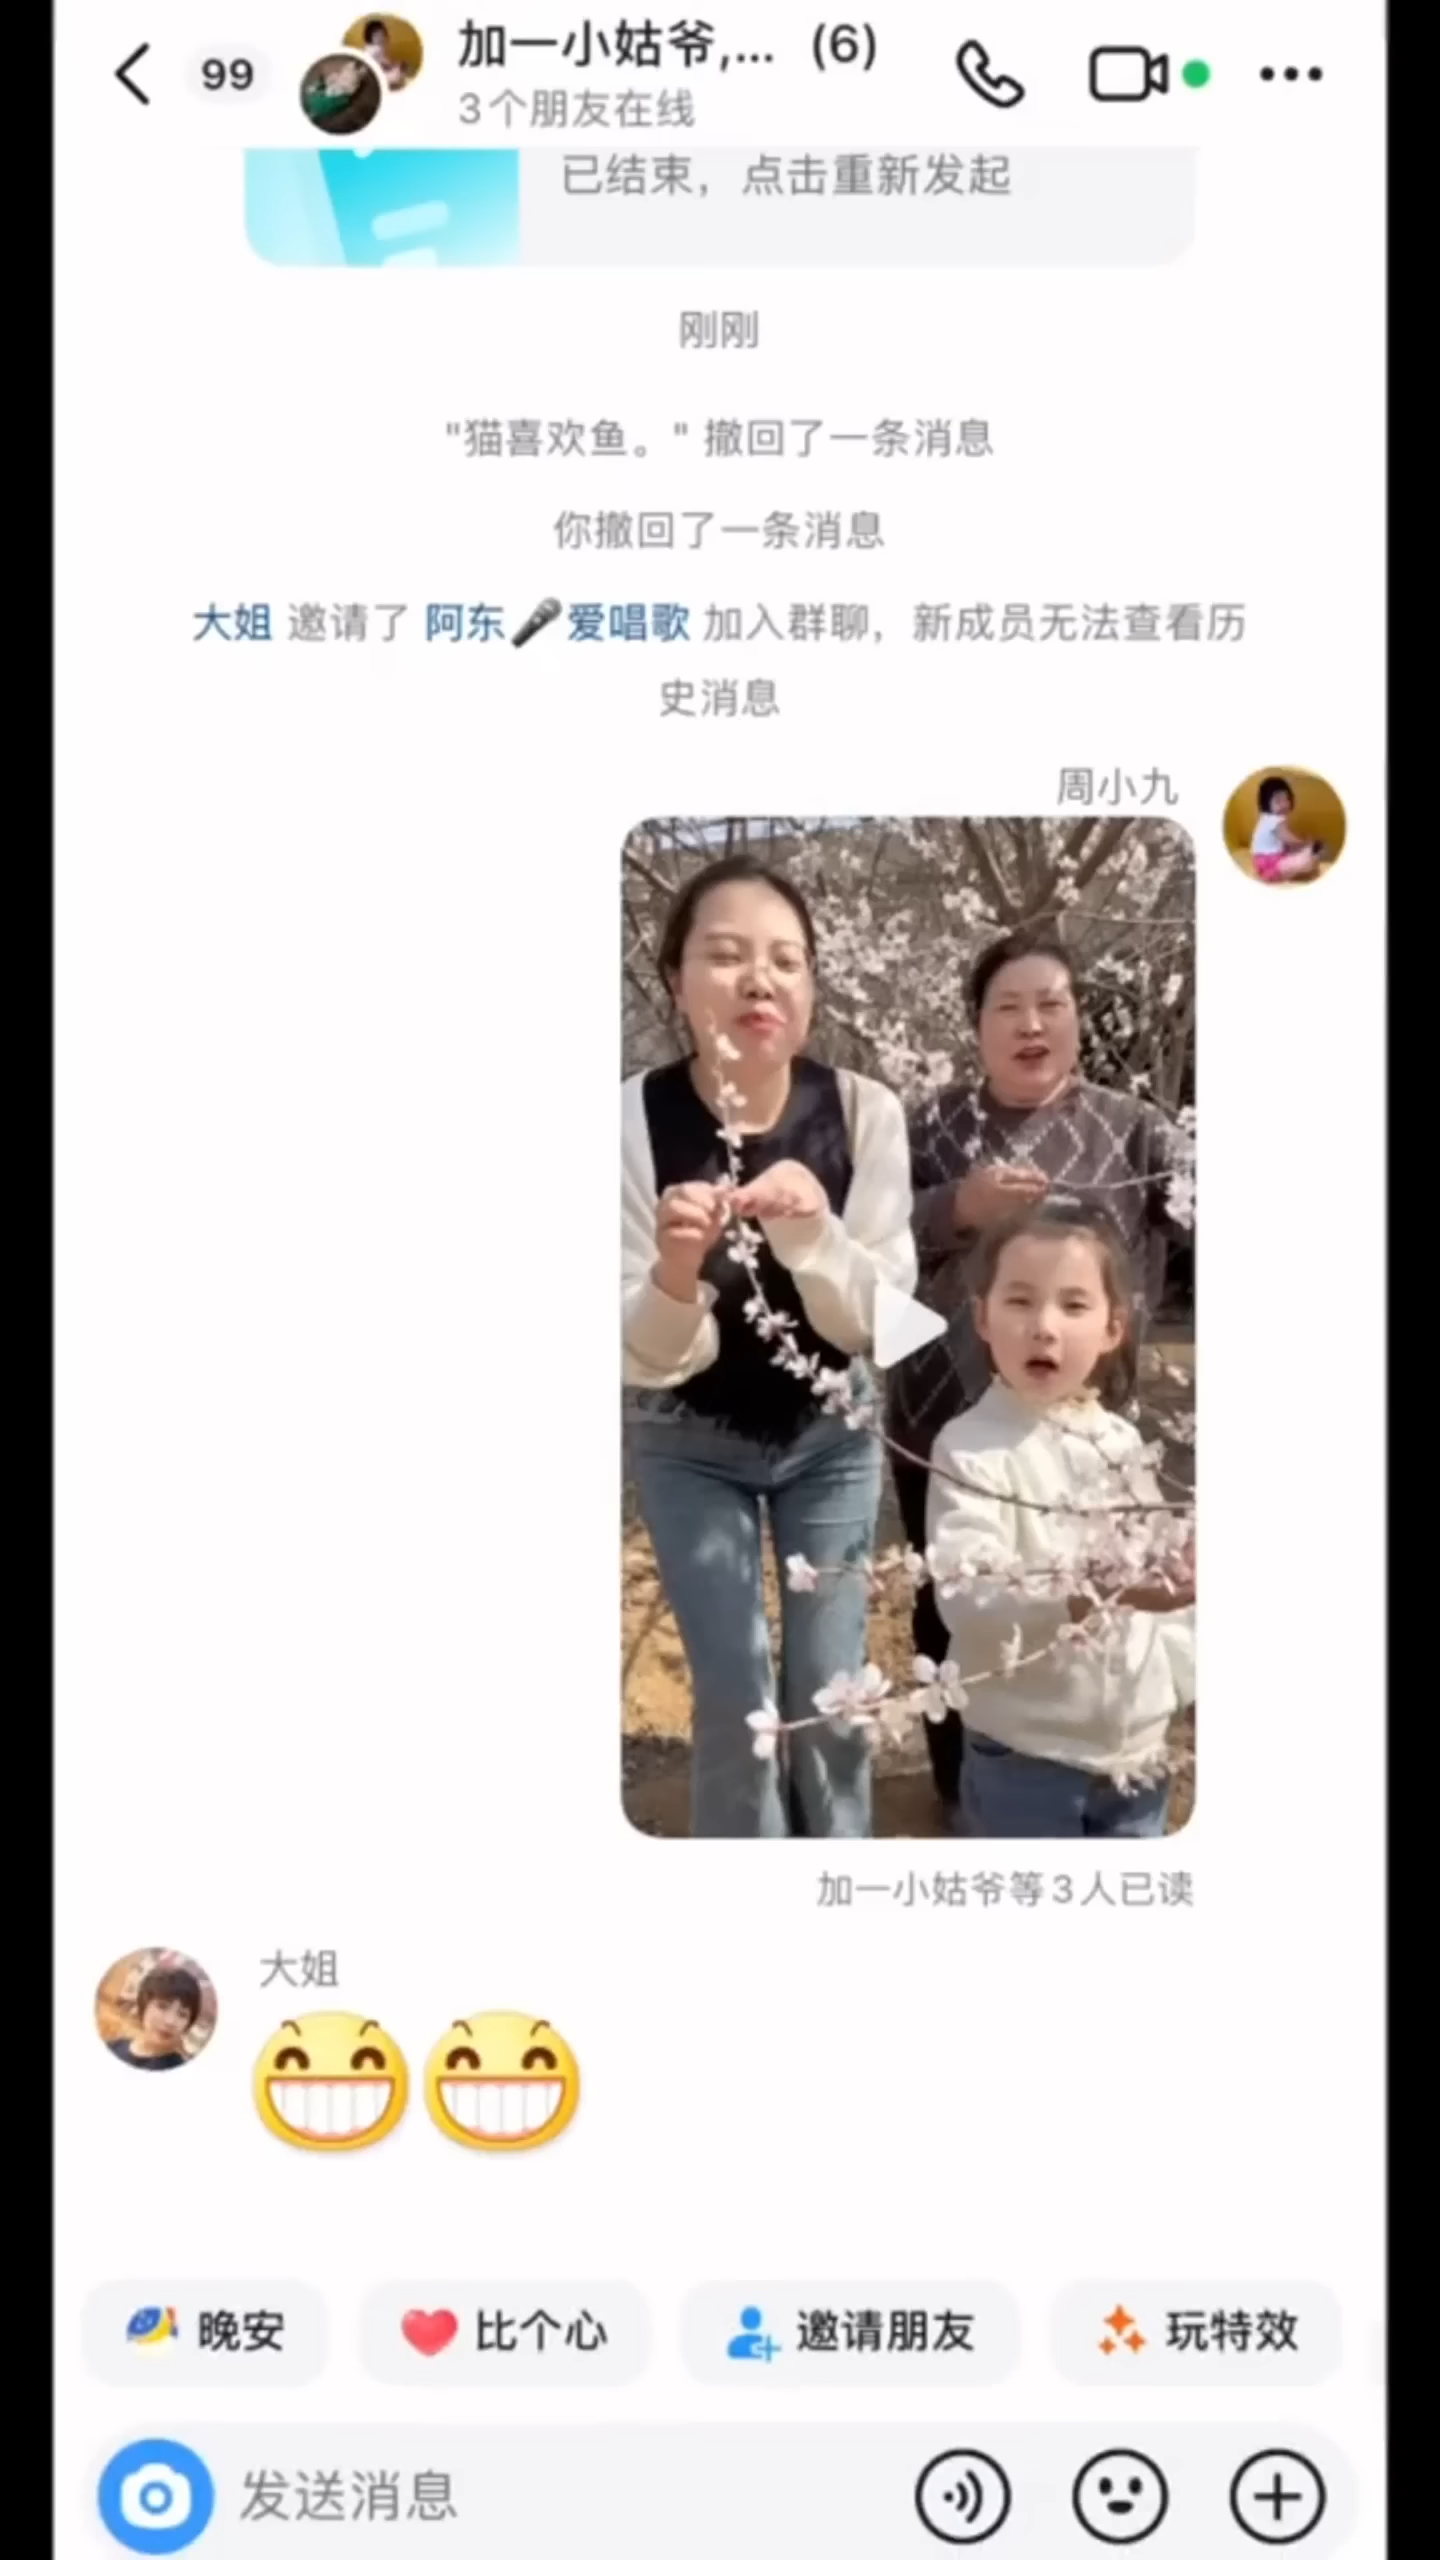 99
加一小姑爷,... (6)
3个朋友在线
已结束，点击重新发起
刚刚
"猫喜欢鱼。" 撤回了一条消息
你撤回了一条消息
大姐 邀请了 阿东🎤爱唱歌 加入群聊，新成员无法查看历
史消息
周小九
加一小姑爷等3人已读
大姐
晚安
比个心
邀请朋友
玩特效
发送消息